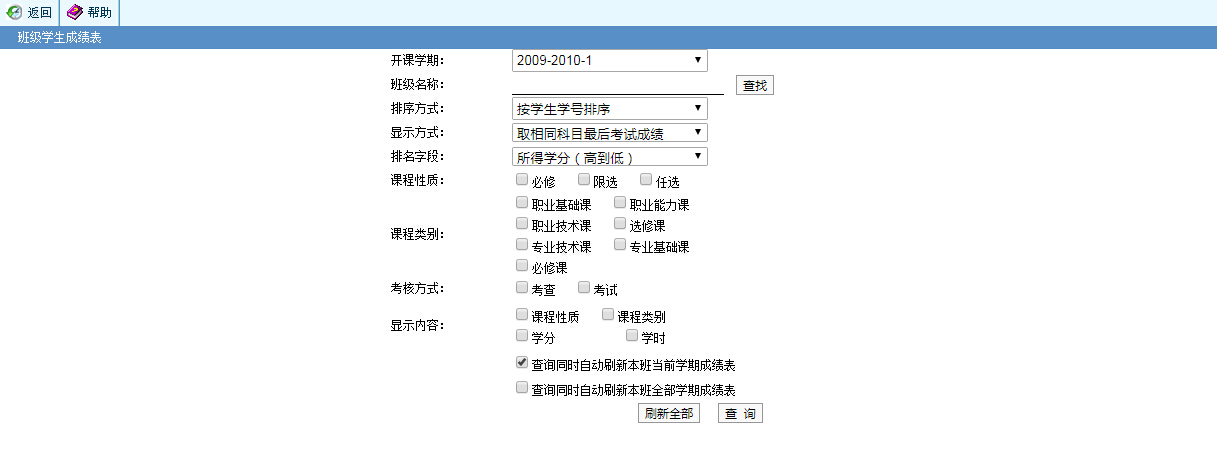 返回 帮助
班级学生成绩表
开课学期： 2009-2010-1
班级名称： 查找
排序方式： 按学生学号排序
显示方式： 取相同科目最后考试成绩
排名字段： 所得学分（高到低）
课程性质： 必修 限选 任选
职业基础课 职业能力课
职业技术课 选修课
课程类别：
专业技术课 专业基础课
必修课
考核方式： 考查 考试
课程性质 课程类别
显示内容：
学分 学时
查询同时自动刷新本班当前学期成绩表
查询同时自动刷新本班全部学期成绩表
刷新全部 查 询